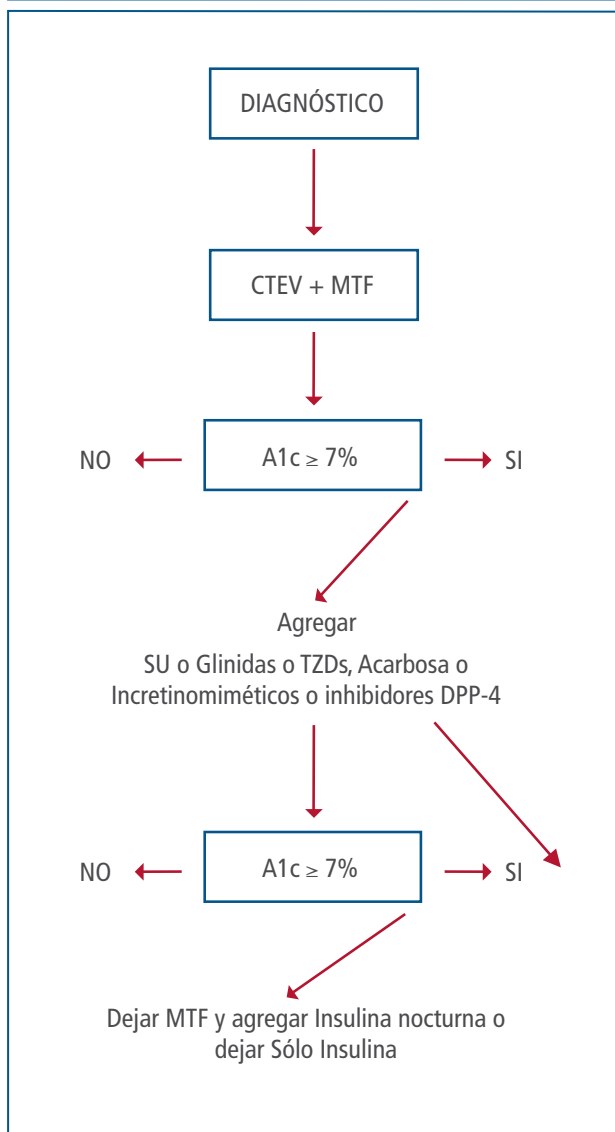 DIAGNÓSTICO
CTEV + MTF
NO
A1c ≥ 7%
SI
Agregar
SU o Glinidas o TZDs, Acarbosa o
Incretinomiméticos o inhibidores DPP-4
NO
A1c ≥ 7%
SI
Dejar MTF y agregar Insulina nocturna o
dejar Sólo Insulina